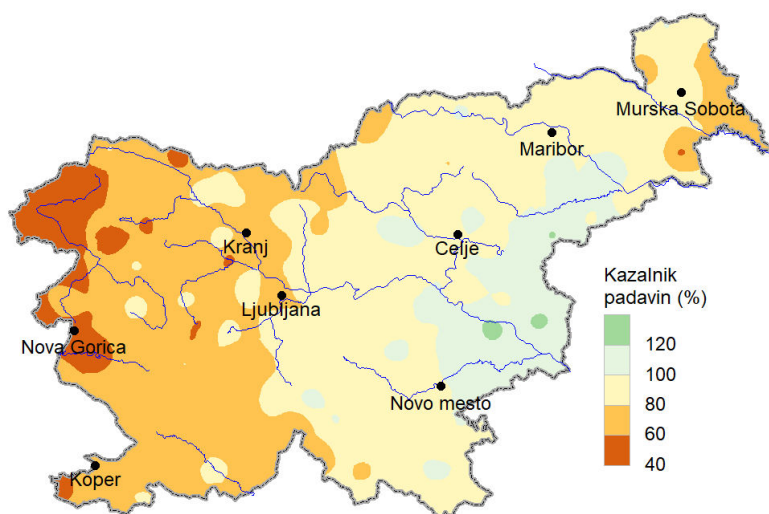 Murska Sobota
Maribor
Kranj
Celje
Kazalnik
padavin (%)
Ljubljana
120
Nova Gorica
100
80
Novo mesto
60
40
Koper